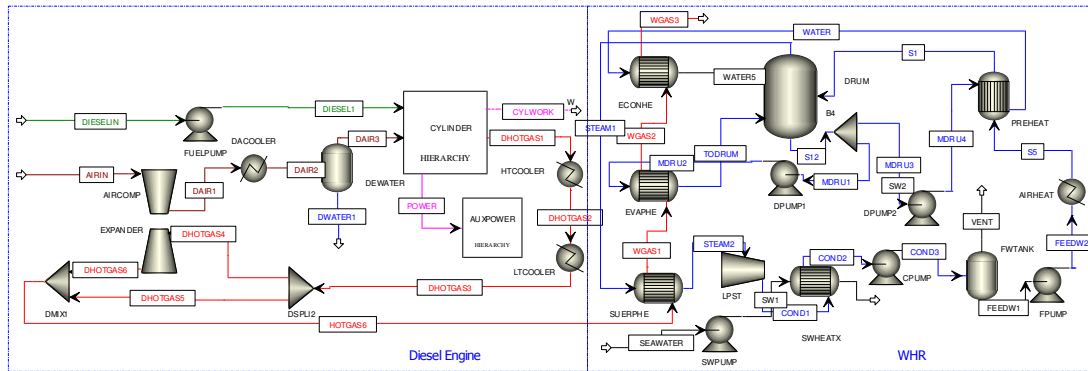 WGAS3
WATER
S1
ECONHE
WATER5
DRUM
PREHEAT
DIESELIN
FUELPUMP
DIESEL1
CYLWORK
W
CYLINDER
HIERARCHY
STEAM1
WGAS2
B4
MDRU4
DACOOLER
DAIR3
DHOTGAS1
S12
S5
AIRIN
DAIR1
DAIR2
DEWATER
HTCOOLER
MDRU2
TODRUM
MDRU1
MDRU3
SW2
AIRHEAT
AIRCOMP
DWATER1
POWER
AUXPOWER
HIERARCHY
EVAPHE
DPUMP1
DPUMP2
VENT
EXPANDER
DHOTGAS4
DHOTGAS2
WGAS1
STEAM2
FWTANK
FEEDW2
DHOTGAS6
LTCOOLER
COND2
COND3
DHOTGAS5
DHOTGAS3
LPST
CPUMP
SW1
DMIX1
DSPLI2
SUERPHE
COND1
FEEDW1
FPUMP
HOTGAS6
SEAWATER
SWPUMP
SWHEATX
Diesel Engine
WHR